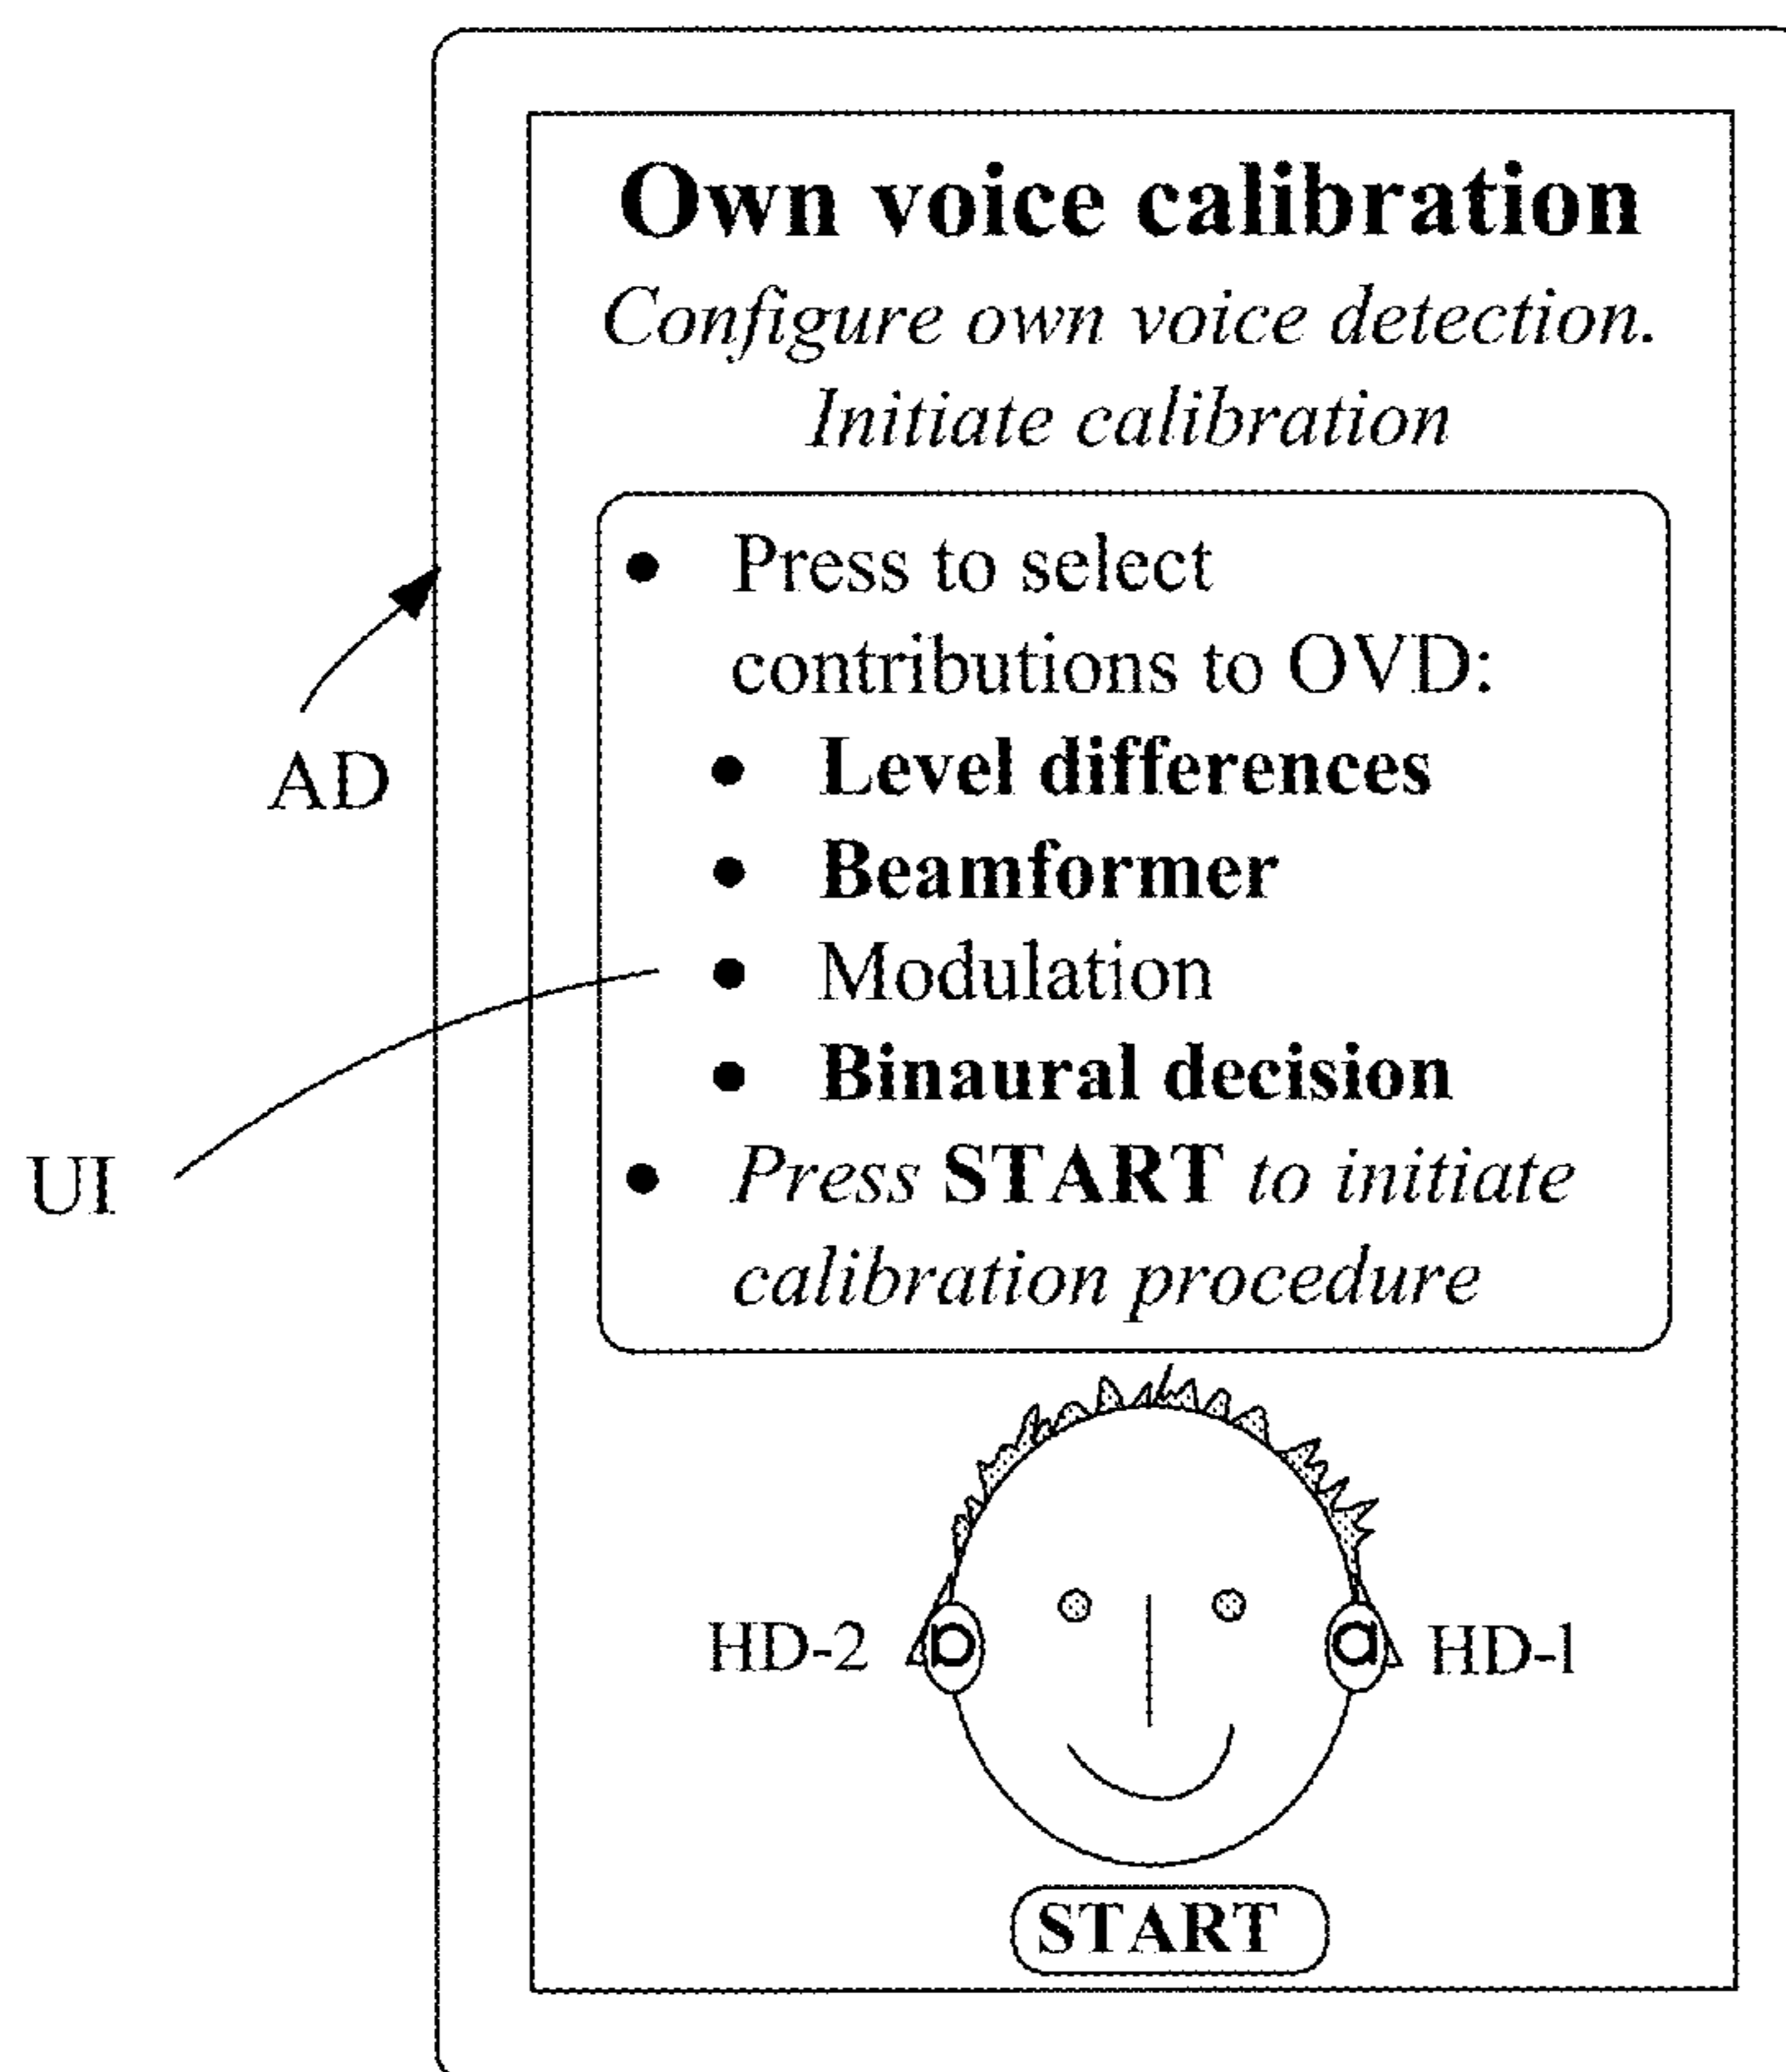 Own voice calibration
Configure own voice detection.
Initiate calibration
• Press to select
contributions to OVD:
• Level differences
• Beamformer
• Modulation
• Binaural decision
• Press START to initiate
calibration procedure
AD
UI
HD-2
HD-1
START